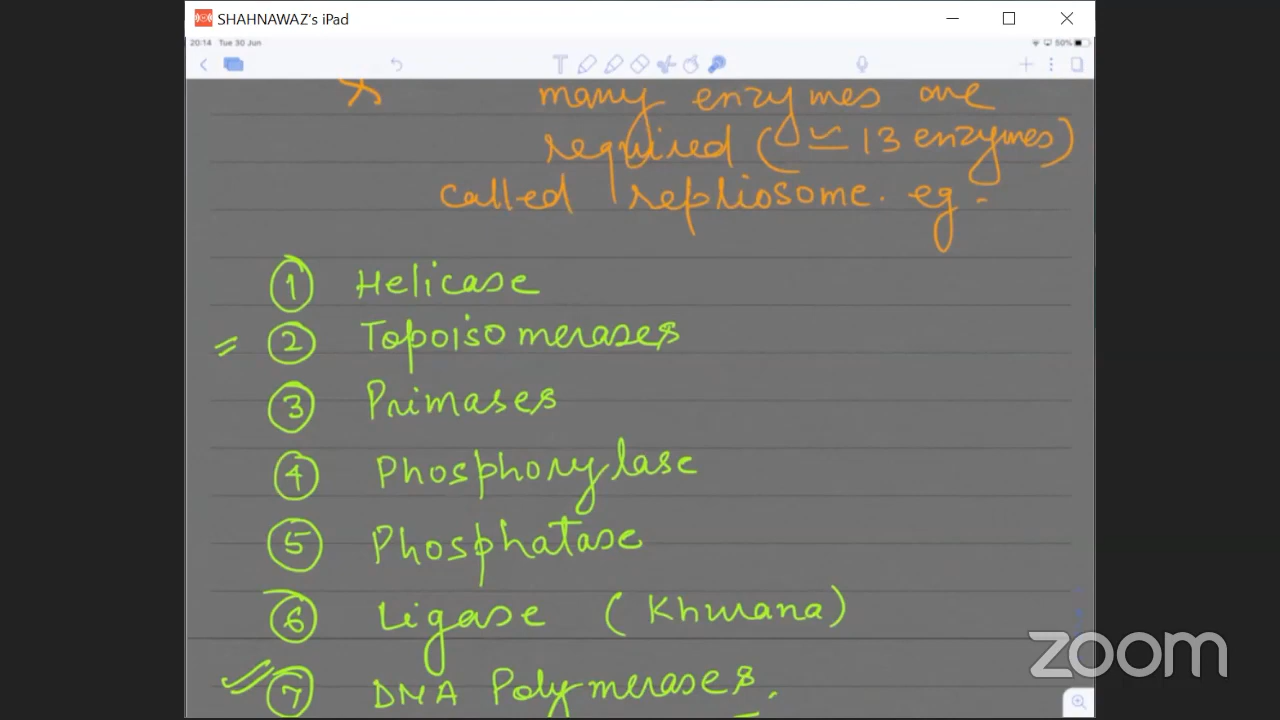 SHAHNAWAZ's iPad
20:14 Tue 30 Jun
50%
many enzymes are
required (≃ 13 enzymes)
called repliosome. eg -
1 Helicase
= 2 Topoisomerases
3 Primases
4 Phosphorylase
5 Phosphatase
6 Ligase (Khurana)
7 DNA Polymerases.
zoom